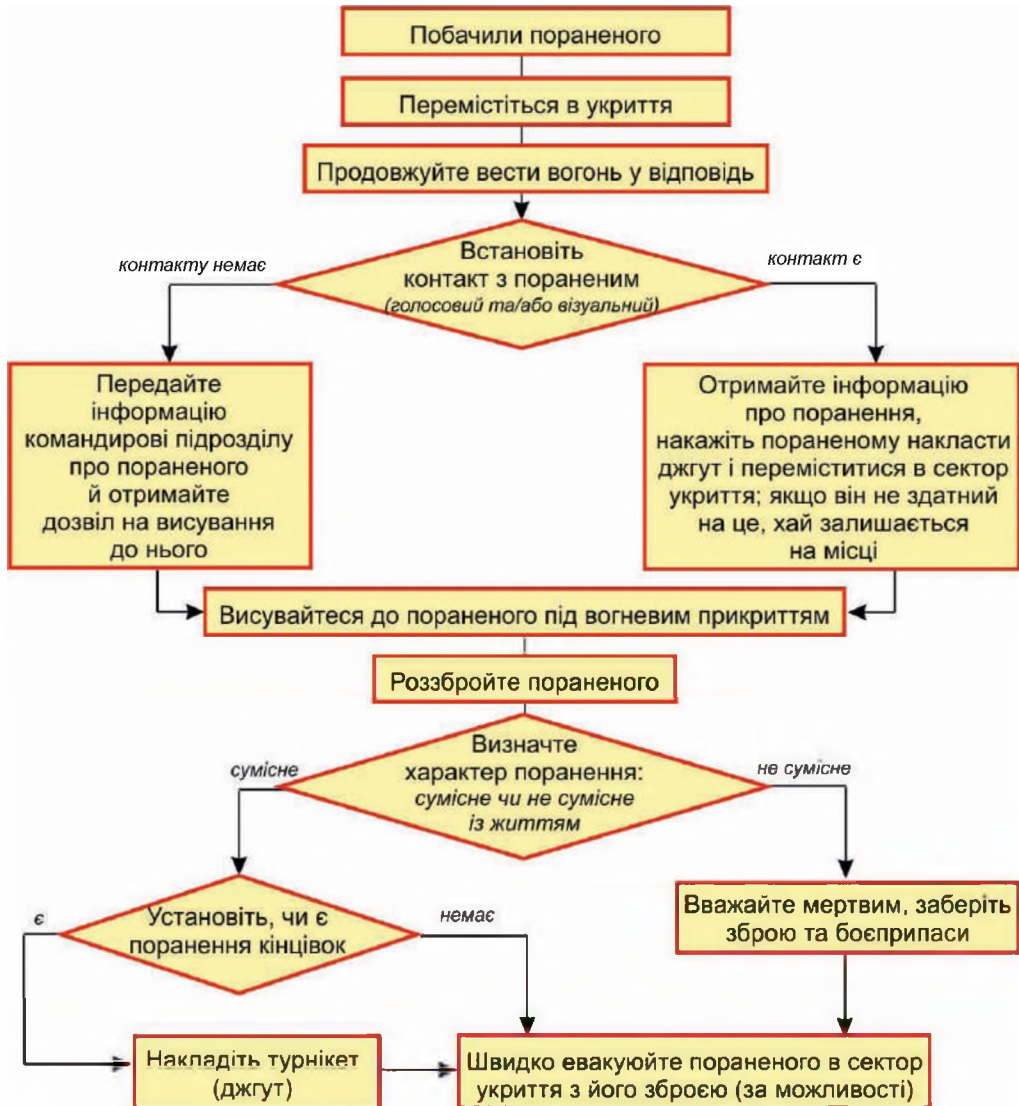 Побачили пораненого
Перемістіться в укриття
Продовжуйте вести вогонь у відповідь
Встановіть
контакт з пораненим
(голосовий та/або візуальний)
контакту немає
контакт є
Передайте
інформацію
командирові підрозділу
про пораненого
й отримайте
дозвіл на висування
до нього
Отримайте інформацію
про поранення,
накажіть пораненому накласти
джгут і переміститися в сектор
укриття; якщо він не здатний
на це, хай залишається
на місці
Висувайтеся до пораненого під вогневим прикриттям
Роззбройте пораненого
Визначте
характер поранення:
сумісне чи не сумісне
із життям
сумісне
не сумісне
Установіть, чи є
поранення кінцівок
є
немає
Вважайте мертвим, заберіть
зброю та боєприпаси
Накладіть турнікет
(джгут)
Швидко евакуюйте пораненого в сектор
укриття з його зброєю (за можливості)